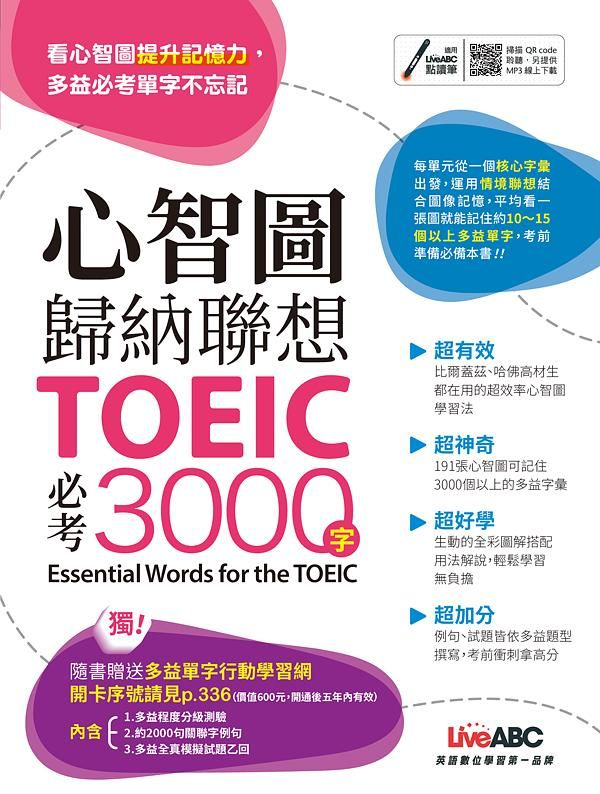 看心智圖提升記憶力，
多益必考單字不忘記
適用
LiveABC
點讀筆
掃描 QR code
聆聽，另提供
MP3 線上下載
每單元從一個核心字彙
出發，運用情境聯想結
合圖像記憶，平均看一
張圖就能記住約10～15
個以上多益單字，考前
準備必備本書!!
心智圖
歸納聯想
TOEIC
必考
3000字
Essential Words for the TOEIC
超有效
比爾蓋茲、哈佛高材生
都在用的超效率心智圖
學習法
超神奇
191張心智圖可記住
3000個以上的多益字彙
超好學
生動的全彩圖解搭配
用法解說，輕鬆學習
無負擔
超加分
例句、試題皆依多益題型
撰寫，考前衝刺拿高分
獨!
隨書贈送多益單字行動學習網
開卡序號請見p.336（價值600元，開通後五年內有效）
內含
1.多益程度分級測驗
2.約2000句關聯字例句
3.多益全真模擬試題乙回
LiveABC
英語數位學習第一品牌